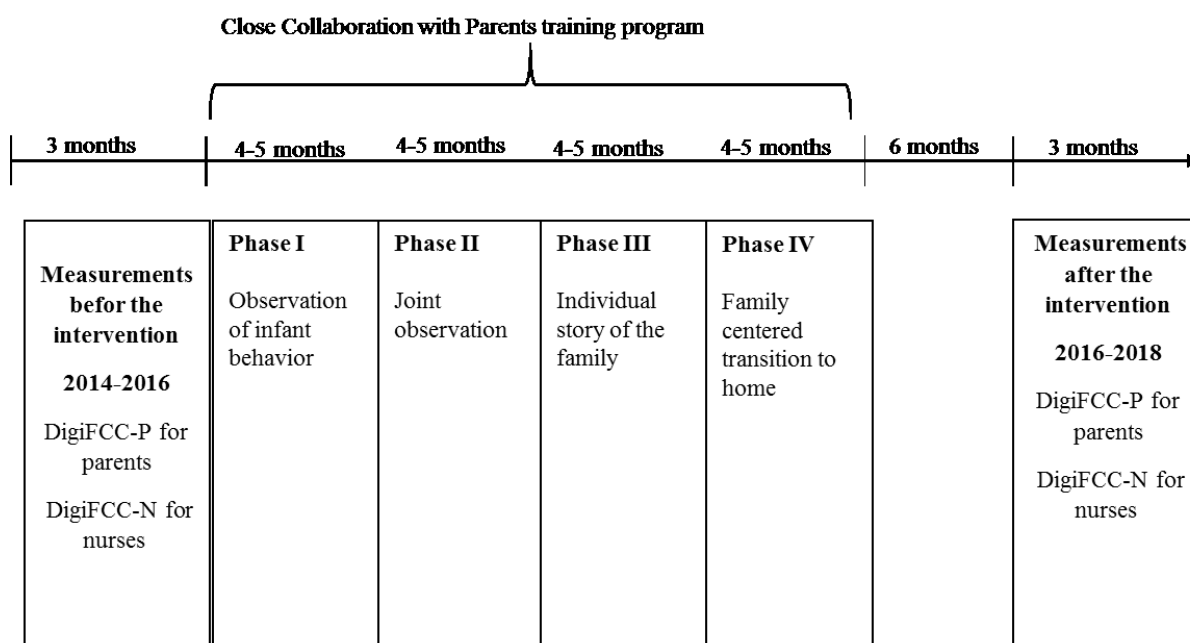 Close Collaboration with Parents training program
3 months
4–5 months
4–5 months
4–5 months
4–5 months
6 months
3 months
Measurements
befor the
intervention
2014-2016
DigiFCC-P for
parents
DigiFCC-N for
nurses
Phase I
Observation
of infant
behavior
Phase II
Joint
observation
Phase III
Individual
story of the
family
Phase IV
Family
centered
transition to
home
Measurements
after the
intervention
2016-2018
DigiFCC-P for
parents
DigiFCC-N for
nurses